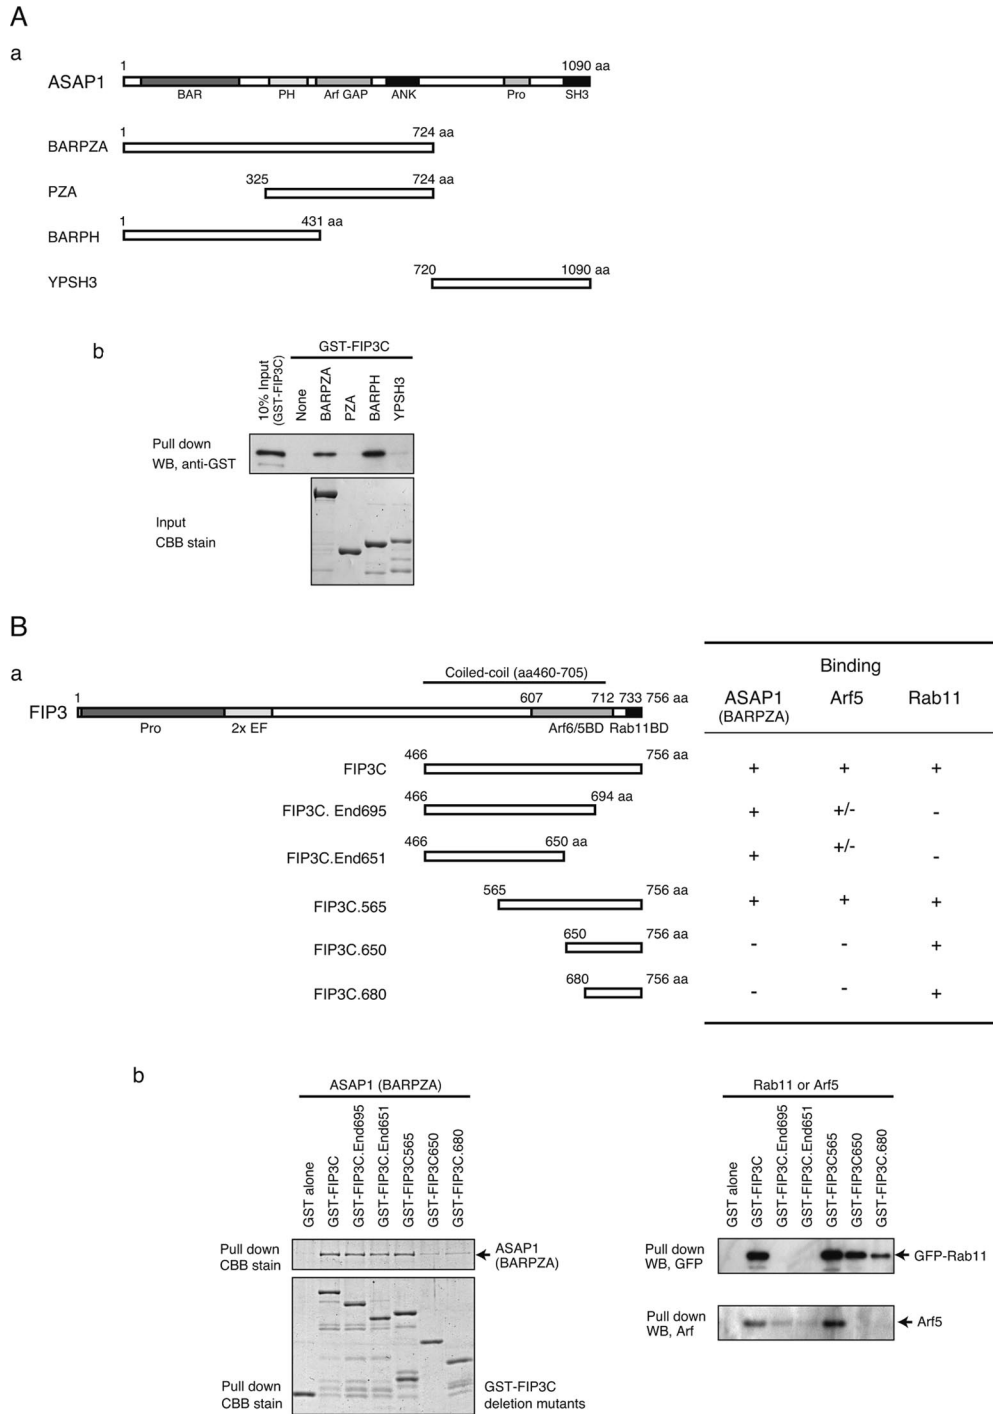 A
a
1 1090 aa
ASAP1
BAR PH Arf GAP ANK Pro SH3
1 724 aa
BARPZA
325 724 aa
PZA
1 431 aa
BARPH
720 1090 aa
YPSH3
b
GST-FIP3C
10% Input
(GST-FIP3C)
None
BARPZA
PZA
BARPH
YPSH3
Pull down
WB, anti-GST
Input
CBB stain
B
a
Coiled-coil (aa460-705)
1 607 712 733 756 aa
FIP3
Pro 2x EF Arf6/5BD Rab11BD
Binding
ASAP1 Arf5 Rab11
(BARPZA)
466 756 aa
FIP3C + + +
466 694 aa
FIP3C. End695 + +/- -
466 650 aa
FIP3C.End651 + +/- -
565 756 aa
FIP3C.565 + + +
650 756 aa
FIP3C.650 - - +
680 756 aa
FIP3C.680 - - +
b
ASAP1 (BARPZA)
GST alone
GST-FIP3C
GST-FIP3C.End695
GST-FIP3C.End651
GST-FIP3C565
GST-FIP3C650
GST-FIP3C.680
Pull down
CBB stain
ASAP1
(BARPZA)
Pull down
CBB stain
GST-FIP3C
deletion mutants
Rab11 or Arf5
GST alone
GST-FIP3C
GST-FIP3C.End695
GST-FIP3C.End651
GST-FIP3C565
GST-FIP3C650
GST-FIP3C.680
Pull down
WB, GFP
GFP-Rab11
Pull down
WB, Arf
Arf5